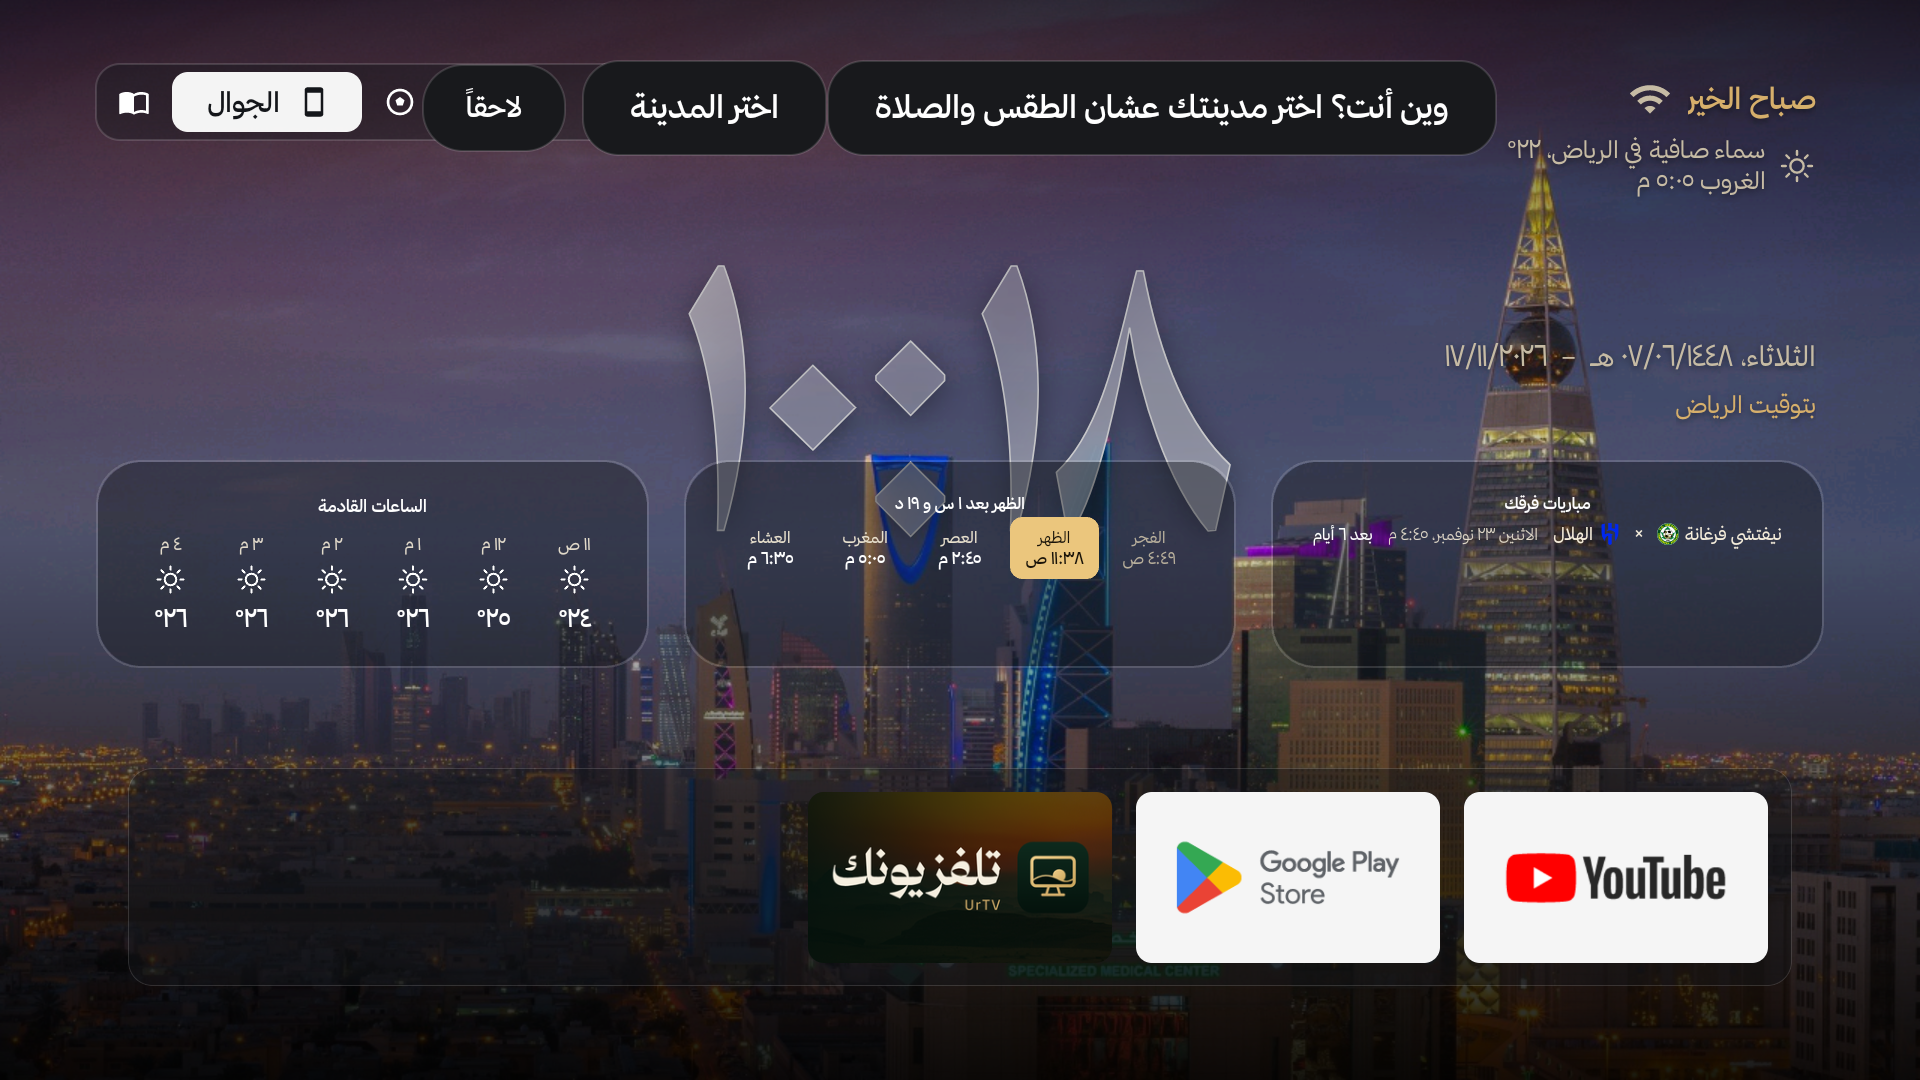 صباح الخير
سماء صافية في الرياض، ٢٢°
الغروب ٥:٠٥ م
وين أنت؟ اختر مدينتك عشان الطقس والصلاة
اختر المدينة
لاحقاً
الجوال
١٠:١٨
الثلاثاء، ٠٧/٠٦/١٤٤٨ هـ – ١٧/١١/٢٠٢٦
بتوقيت الرياض
مباريات فرقك
نيفتشي فرغانة × الهلال الاثنين ٢٣ نوفمبر، ٤:٤٥ م بعد ٦ أيام
الظهر بعد ١ س و ١٩ د
الفجر الظهر العصر المغرب العشاء
٤:٤٩ ص ١١:٣٨ ص ٢:٤٥ م ٥:٠٥ م ٦:٣٥ م
الساعات القادمة
١١ ص ١٢ م ١ م ٢ م ٣ م ٤ م
٢٤° ٢٥° ٢٦° ٢٦° ٢٦° ٢٦°
YouTube
Google Play
Store
تلفزيونك
UrTV
SPECIALIZED MEDICAL CENTER